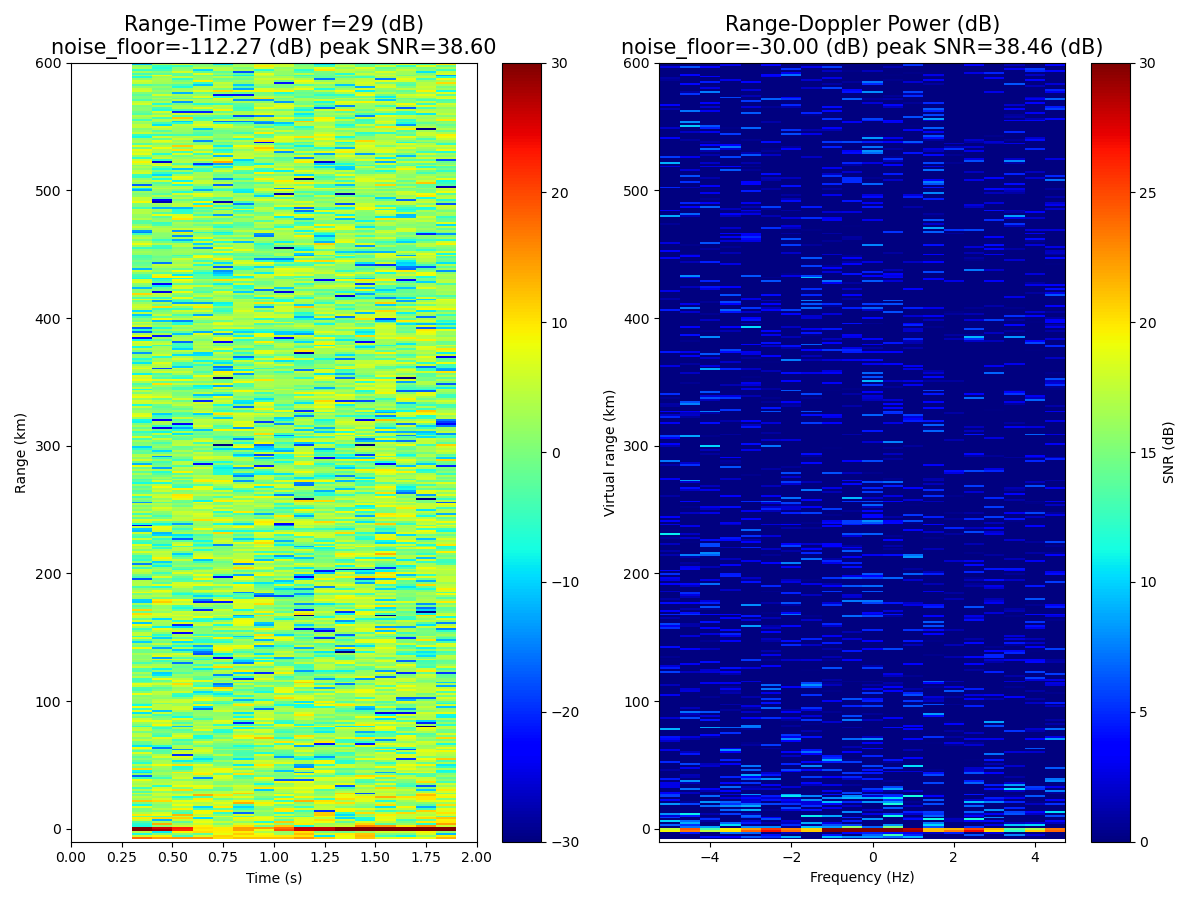 Range-Time Power f=29 (dB)
noise_floor=-112.27 (dB) peak SNR=38.60
600
500
400
300
200
100
0
Range (km)
0.00 0.25 0.50 0.75 1.00 1.25 1.50 1.75 2.00
Time (s)
30
20
10
0
−10
−20
−30
Range-Doppler Power (dB)
noise_floor=-30.00 (dB) peak SNR=38.46 (dB)
600
500
400
300
200
100
0
Virtual range (km)
−4 −2 0 2 4
Frequency (Hz)
30
25
20
15
10
5
0
SNR (dB)